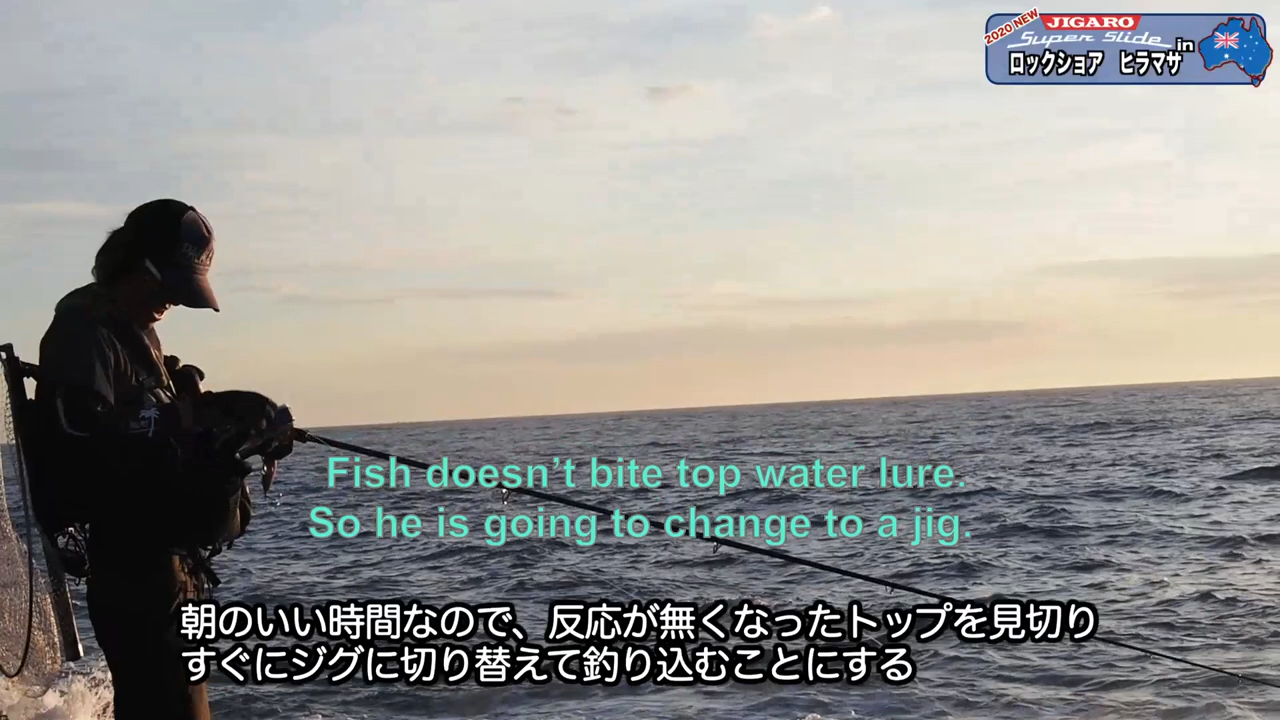 2020 NEW
JIGARO
Super Slide in
ロックショア ヒラマサ
Fish doesn’t bite top water lure.
So he is going to change to a jig.
朝のいい時間なので、反応が無くなったトップを見切り
すぐにジグに切り替えて釣り込むことにする